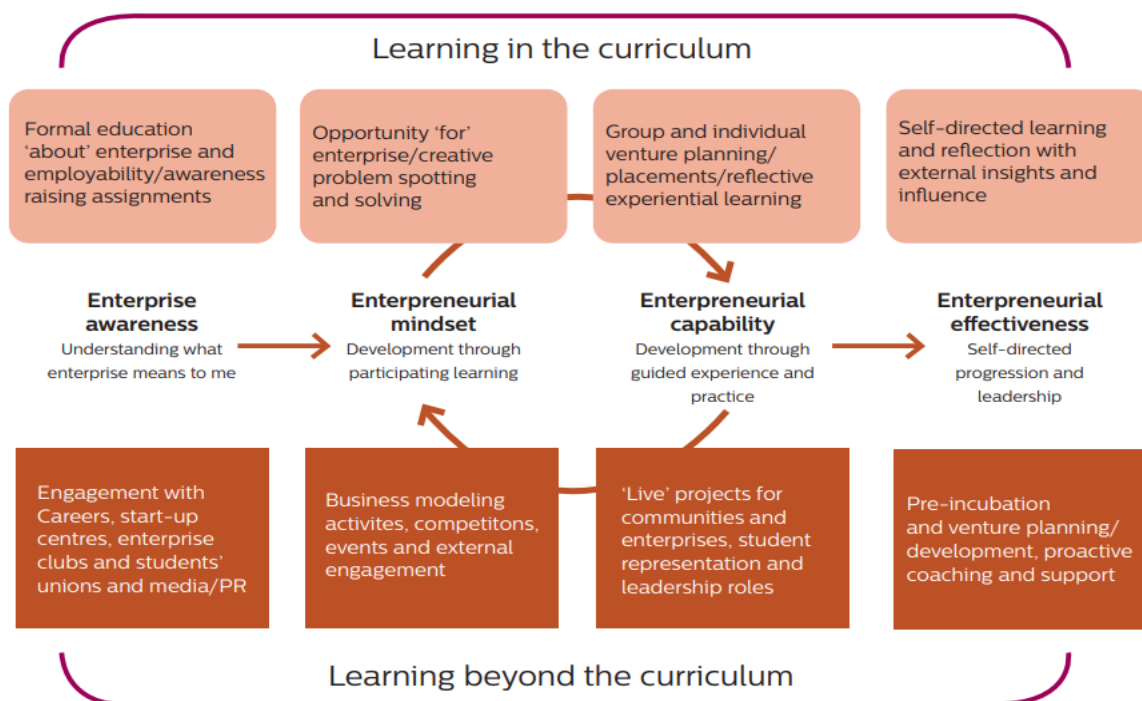 Learning in the curriculum
Formal education
‘about’ enterprise and
employability/awareness
raising assignments
Opportunity ‘for’
enterprise/creative
problem spotting
and solving
Group and individual
venture planning/
placements/reflective
experiential learning
Self-directed learning
and reflection with
external insights and
influence
Enterprise
awareness
Understanding what
enterprise means to me
Enterpreneurial
mindset
Development through
participating learning
Enterpreneurial
capability
Development through
guided experience and
practice
Enterpreneurial
effectiveness
Self-directed
progression and
leadership
Engagement with
Careers, start-up
centres, enterprise
clubs and students’
unions and media/PR
Business modeling
activites, competitons,
events and external
engagement
‘Live’ projects for
communities and
enterprises, student
representation and
leadership roles
Pre-incubation
and venture planning/
development, proactive
coaching and support
Learning beyond the curriculum